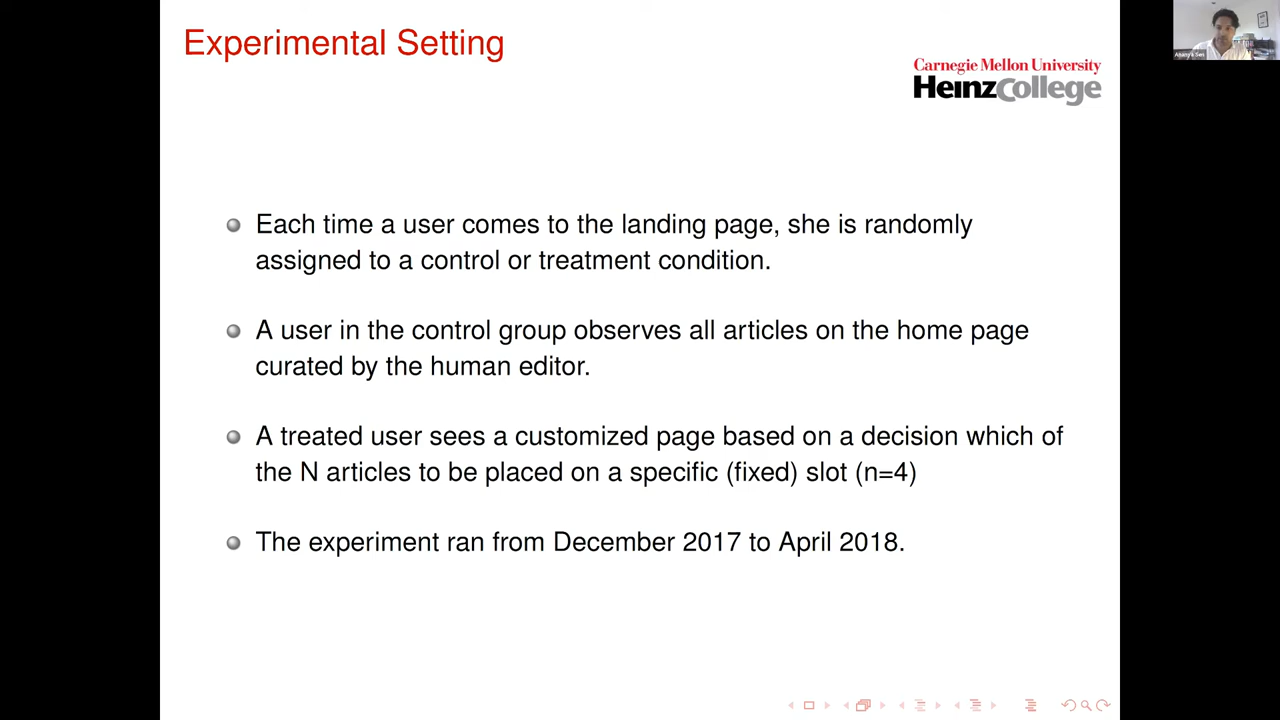 Experimental Setting
Carnegie Mellon University
HeinzCollege
Each time a user comes to the landing page, she is randomly
assigned to a control or treatment condition.
A user in the control group observes all articles on the home page
curated by the human editor.
A treated user sees a customized page based on a decision which of
the N articles to be placed on a specific (fixed) slot (n=4)
The experiment ran from December 2017 to April 2018.